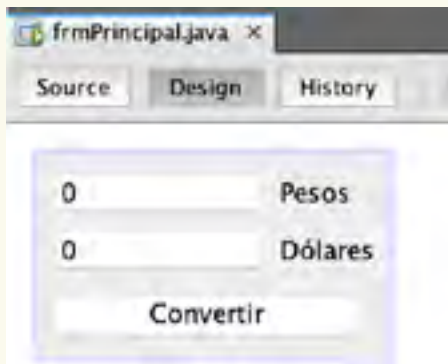 frmPrincipal.java ×
Source Design History
0 Pesos
0 Dólares
Convertir